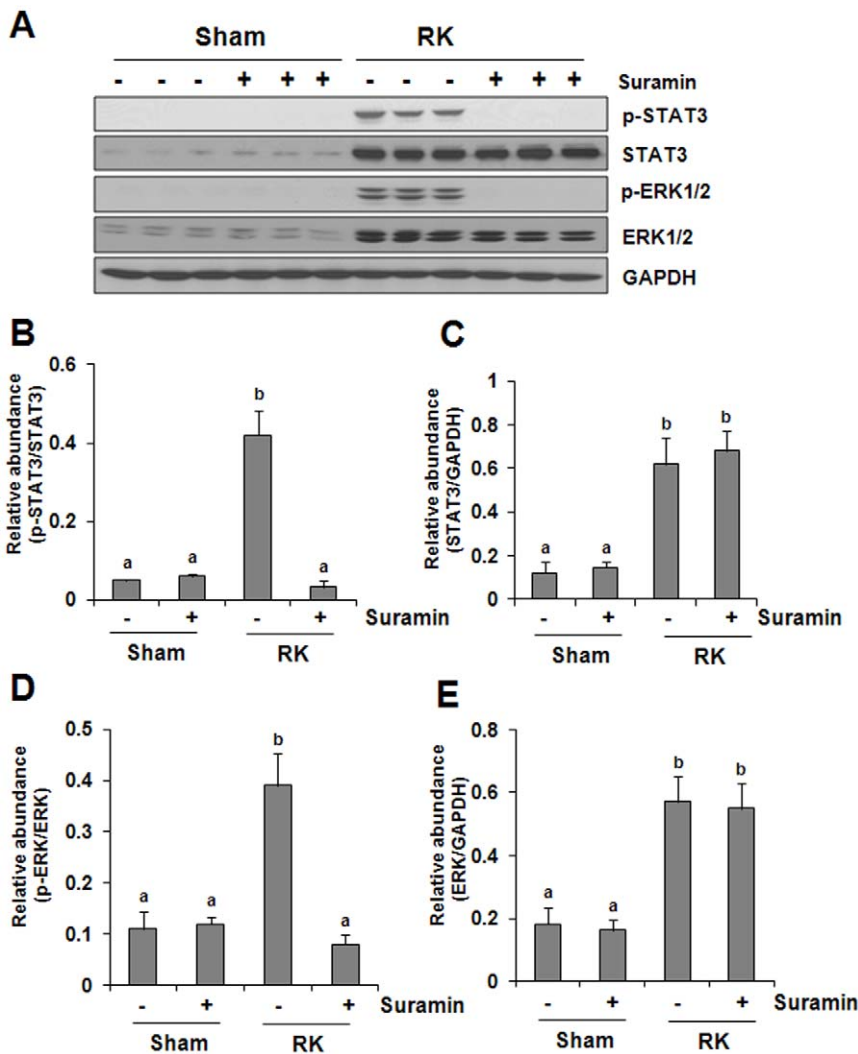 A
Sham RK
- - - + + + - - - + + + Suramin
p-STAT3
STAT3
p-ERK1/2
ERK1/2
GAPDH
B
Relative abundance
(p-STAT3/STAT3)
0.6
0.4
0.2
0
a a b a
- + - + Suramin
Sham RK
C
Relative abundance
(STAT3/GAPDH)
1
0.8
0.6
0.4
0.2
0
a a b b
- + - + Suramin
Sham RK
D
Relative abundance
(p-ERK/ERK)
0.5
0.4
0.3
0.2
0.1
0
a a b a
- + - + Suramin
Sham RK
E
Relative abundance
(ERK/GAPDH)
0.8
0.6
0.4
0.2
0
a a b b
- + - + Suramin
Sham RK